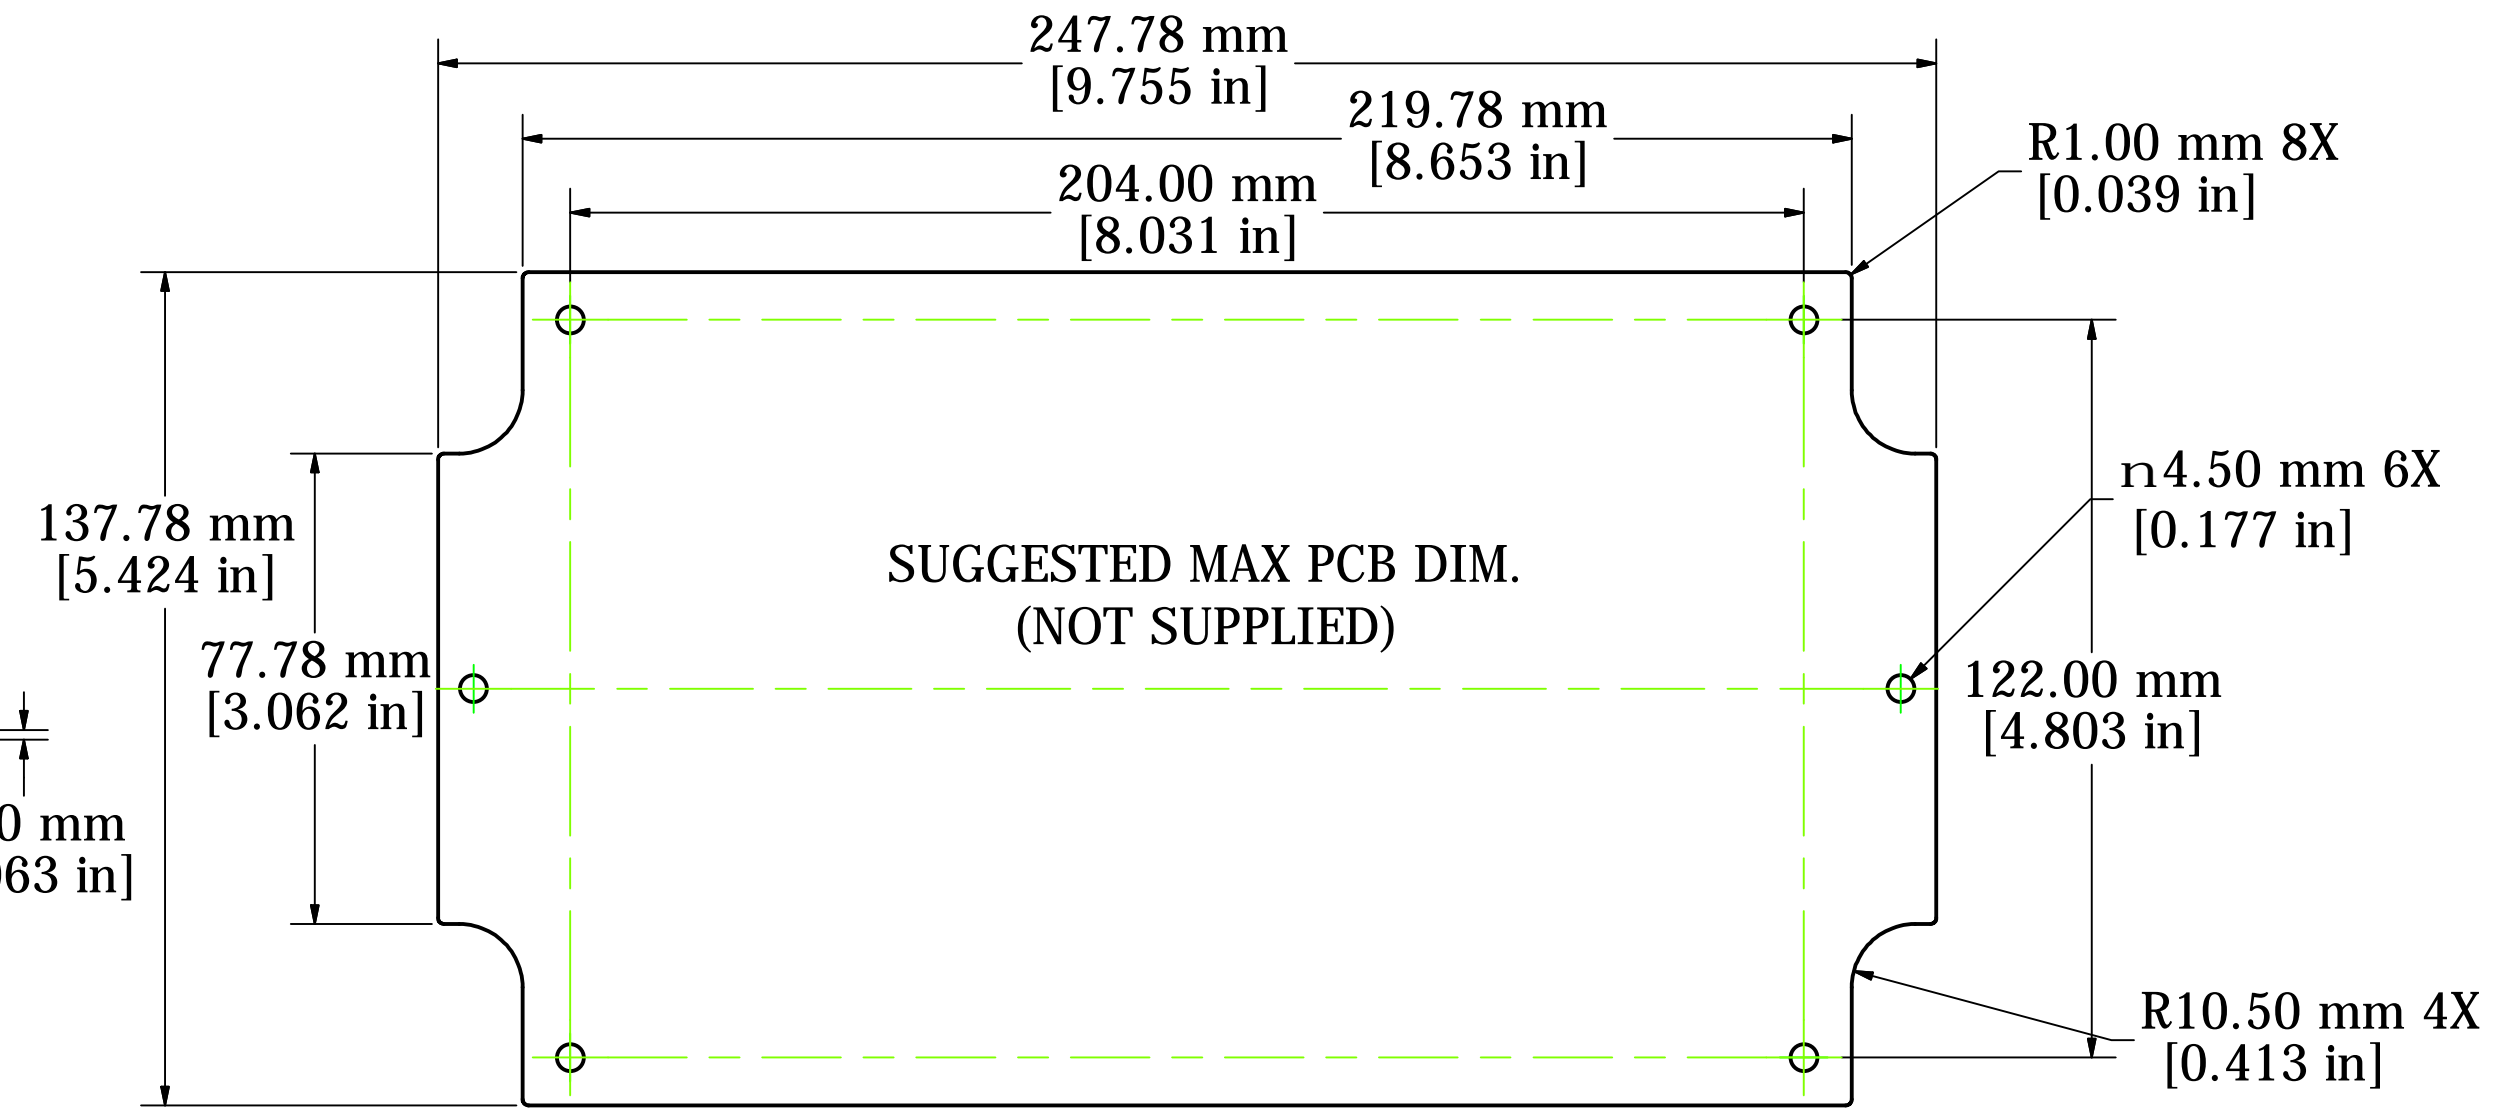 247.78 mm
[9.755 in]
219.78 mm
[8.653 in]
204.00 mm
[8.031 in]
R1.00 mm 8X
[0.039 in]
137.78 mm
[5.424 in]
77.78 mm
[3.062 in]
n4.50 mm 6X
[0.177 in]
SUGGESTED MAX PCB DIM.
(NOT SUPPLIED)
122.00 mm
[4.803 in]
0 mm
63 in]
R10.50 mm 4X
[0.413 in]